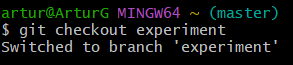 artur@ArturG MINGW64 ~ (master)
$ git checkout experiment
Switched to branch 'experiment'